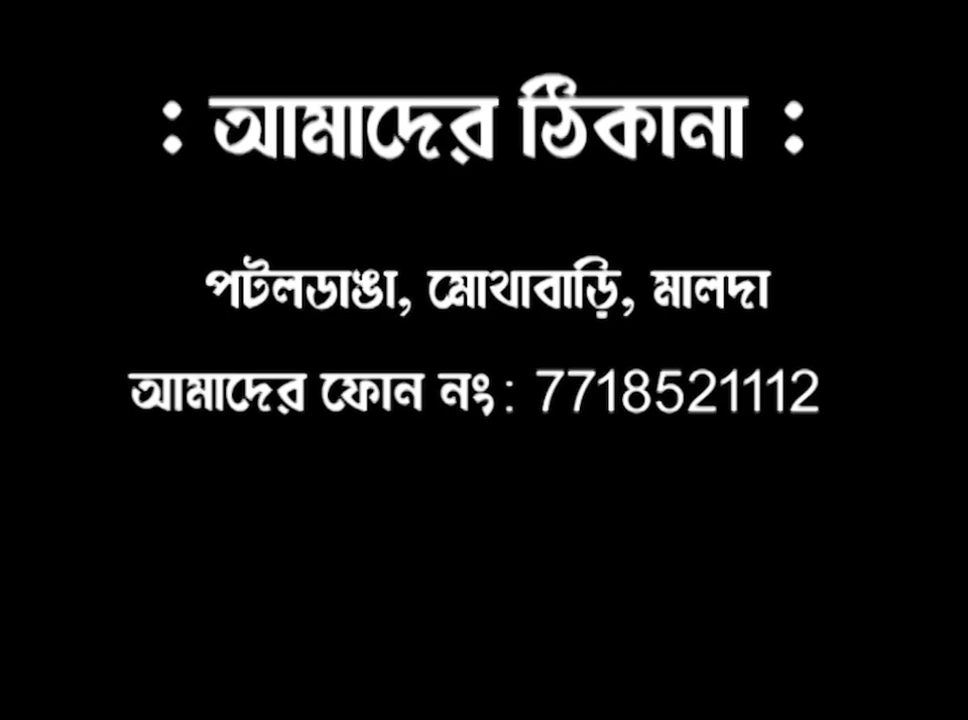 : আমাদের ঠিকানা :
পটলডাঙা, মোথাবাড়ি, মালদা
আমাদের ফোন নং : 7718521112